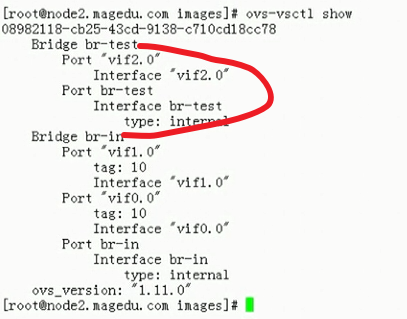 [root@node2.magedu.com images]# ovs-vsctl show
08982118-cb25-43cd-9138-c710cd18cc78
    Bridge br-test
        Port "vif2.0"
            Interface "vif2.0"
        Port br-test
            Interface br-test
                type: internal
    Bridge br-in
        Port "vif1.0"
            tag: 10
            Interface "vif1.0"
        Port "vif0.0"
            tag: 10
            Interface "vif0.0"
        Port br-in
            Interface br-in
                type: internal
    ovs_version: "1.11.0"
[root@node2.magedu.com images]#